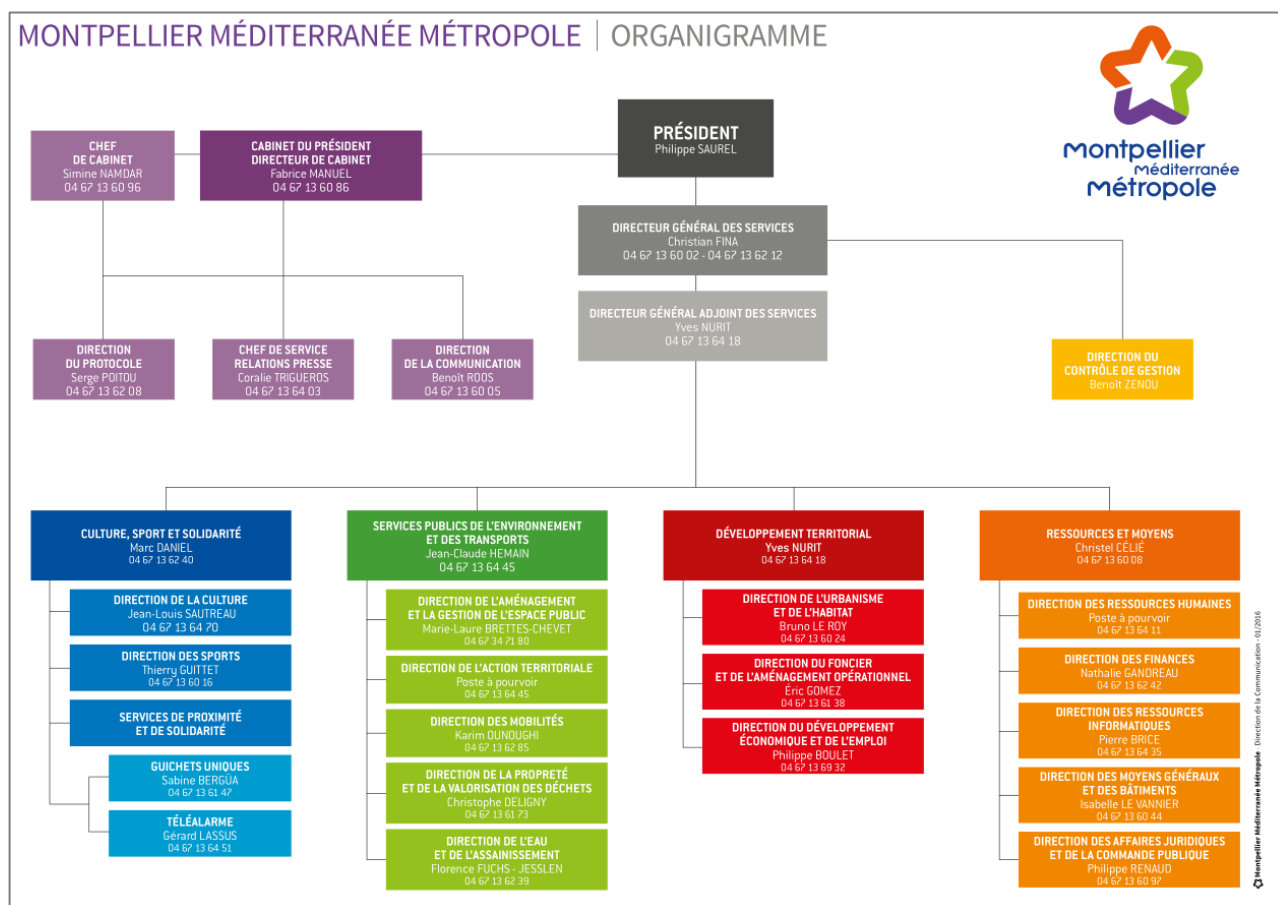 MONTPELLIER MÉDITERRANÉE MÉTROPOLE | ORGANIGRAMME
montpellier
méditerranée
métropole
CHEF
DE CABINET
Simine NAMDAR
04 67 13 60 96
CABINET DU PRÉSIDENT
DIRECTEUR DE CABINET
Fabrice MANUEL
04 67 13 60 86
PRÉSIDENT
Philippe SAUREL
DIRECTEUR GÉNÉRAL DES SERVICES
Christian FINA
04 67 13 60 02 - 04 67 13 62 12
DIRECTEUR GÉNÉRAL ADJOINT DES SERVICES
Yves NURIT
04 67 13 64 18
DIRECTION
DU PROTOCOLE
Serge POITOU
04 67 13 62 08
CHEF DE SERVICE
RELATIONS PRESSE
Coralie TRIGUEROS
04 67 13 64 03
DIRECTION
DE LA COMMUNICATION
Benoît ROOS
04 67 13 60 05
DIRECTION DU
CONTRÔLE DE GESTION
Benoît ZENOU
CULTURE, SPORT ET SOLIDARITÉ
Marc DANIEL
04 67 13 62 40
DIRECTION DE LA CULTURE
Jean-Louis SAUTREAU
04 67 13 64 70
DIRECTION DES SPORTS
Thierry GUITTET
04 67 13 60 16
SERVICES DE PROXIMITÉ
ET DE SOLIDARITÉ
GUICHETS UNIQUES
Sabine BERGÜA
04 67 13 61 47
TÉLÉALARME
Gérard LASSUS
04 67 13 64 51
SERVICES PUBLICS DE L'ENVIRONNEMENT
ET DES TRANSPORTS
Jean-Claude HEMAIN
04 67 13 64 45
DIRECTION DE L'AMÉNAGEMENT
ET LA GESTION DE L'ESPACE PUBLIC
Marie-Laure BRETTES-CHEVET
04 67 34 71 80
DIRECTION DE L'ACTION TERRITORIALE
Poste à pourvoir
04 67 13 64 45
DIRECTION DES MOBILITÉS
Karim OUNOUGHI
04 67 13 62 85
DIRECTION DE LA PROPRETÉ
ET DE LA VALORISATION DES DÉCHETS
Christophe DELIGNY
04 67 13 61 73
DIRECTION DE L'EAU
ET DE L'ASSAINISSEMENT
Florence FUCHS - JESSLEN
04 67 13 62 39
DÉVELOPPEMENT TERRITORIAL
Yves NURIT
04 67 13 64 18
DIRECTION DE L'URBANISME
ET DE L'HABITAT
Bruno LE ROY
04 67 13 60 24
DIRECTION DU FONCIER
ET DE L'AMÉNAGEMENT OPÉRATIONNEL
Éric GOMEZ
04 67 13 61 38
DIRECTION DU DÉVELOPPEMENT
ÉCONOMIQUE ET DE L'EMPLOI
Philippe BOULET
04 67 13 69 32
RESSOURCES ET MOYENS
Christel CÉLIÉ
04 67 13 60 08
DIRECTION DES RESSOURCES HUMAINES
Poste à pourvoir
04 67 13 64 11
DIRECTION DES FINANCES
Nathalie GANDREAU
04 67 13 62 42
DIRECTION DES RESSOURCES
INFORMATIQUES
Pierre BRICE
04 67 13 64 35
DIRECTION DES MOYENS GÉNÉRAUX
ET DES BÂTIMENTS
Isabelle LE VANNIER
04 67 13 60 44
DIRECTION DES AFFAIRES JURIDIQUES
ET DE LA COMMANDE PUBLIQUE
Philippe RENAUD
04 67 13 60 97
Montpellier Méditerranée Métropole - Direction de la Communication - 01/2016